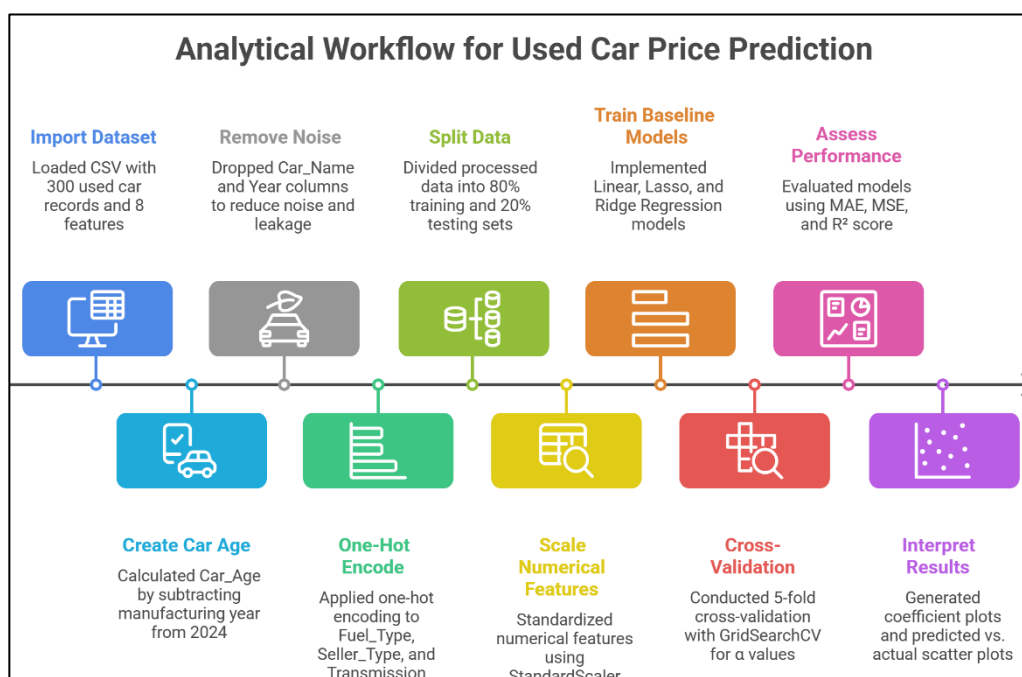 Analytical Workflow for Used Car Price Prediction
Import Dataset
Loaded CSV with
300 used car
records and 8
features
Create Car Age
Calculated Car_Age
by subtracting
manufacturing year
from 2024
Remove Noise
Dropped Car_Name
and Year columns
to reduce noise and
leakage
One-Hot
Encode
Applied one-hot
encoding to
Fuel_Type,
Seller_Type, and
Transmission
Split Data
Divided processed
data into 80%
training and 20%
testing sets
Scale
Numerical
Features
Standardized
numerical features
using
StandardScaler
Train Baseline
Models
Implemented
Linear, Lasso, and
Ridge Regression
models
Cross-
Validation
Conducted 5-fold
cross-validation
with GridSearchCV
for α values
Assess
Performance
Evaluated models
using MAE, MSE,
and R² score
Interpret
Results
Generated
coefficient plots
and predicted vs.
actual scatter plots